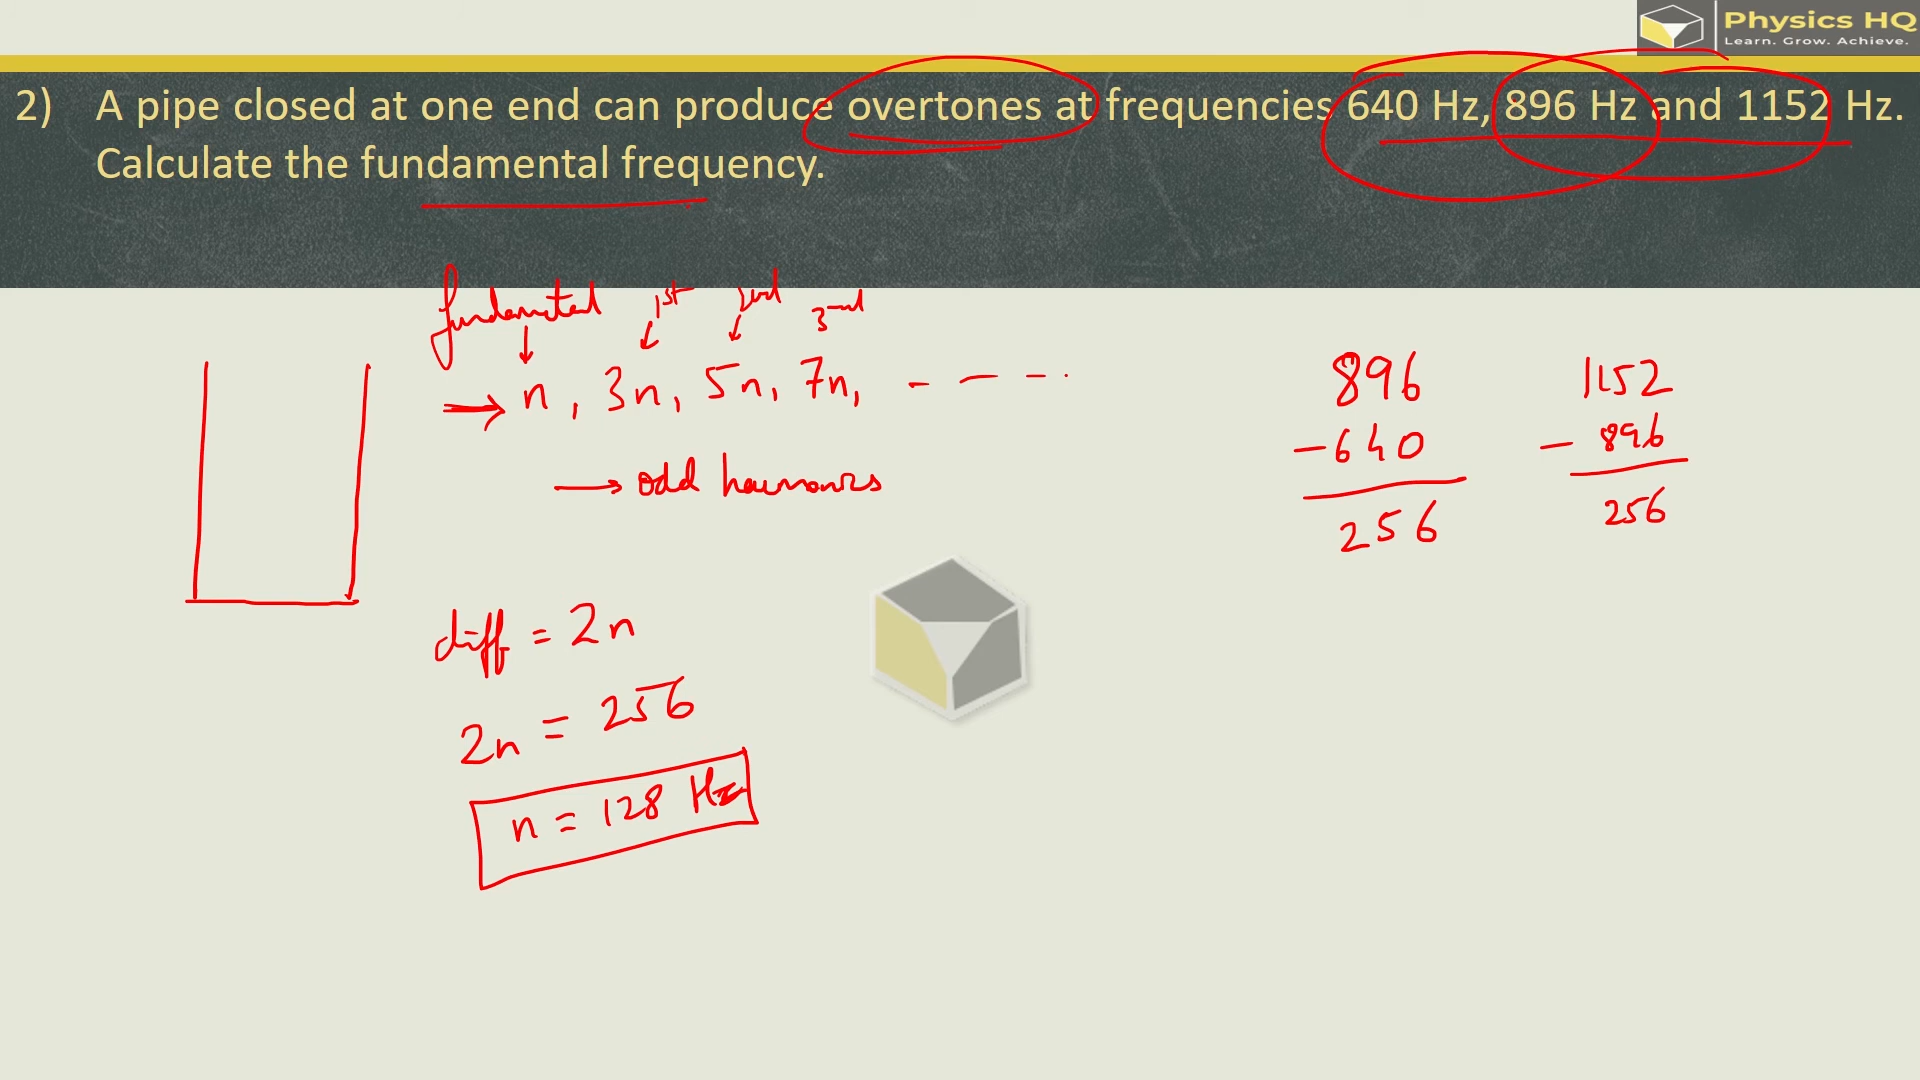 Physics HQ
Learn. Grow. Achieve.
2) A pipe closed at one end can produce overtones at frequencies 640 Hz, 896 Hz and 1152 Hz.
Calculate the fundamental frequency.
1st 2nd 3rd
→ n, 3n, 5n, 7n, - - - .
→ odd harmonics
diff = 2n
2n = 256
n = 128 Hz
896
-640
256
1152
- 896
256